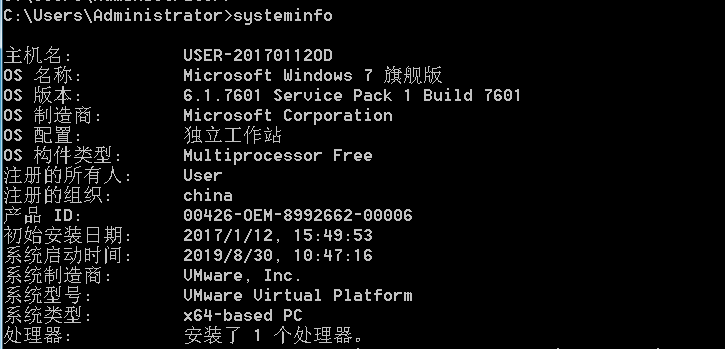 C:\Users\Administrator>systeminfo
主机名: USER-20170112OD
OS 名称: Microsoft Windows 7 旗舰版
OS 版本: 6.1.7601 Service Pack 1 Build 7601
OS 制造商: Microsoft Corporation
OS 配置: 独立工作站
OS 构件类型: Multiprocessor Free
注册的所有人: User
注册的组织: china
产品 ID: 00426-OEM-8992662-00006
初始安装日期: 2017/1/12, 15:49:53
系统启动时间: 2019/8/30, 10:47:16
系统制造商: VMware, Inc.
系统型号: VMware Virtual Platform
系统类型: x64-based PC
处理器: 安装了 1 个处理器。